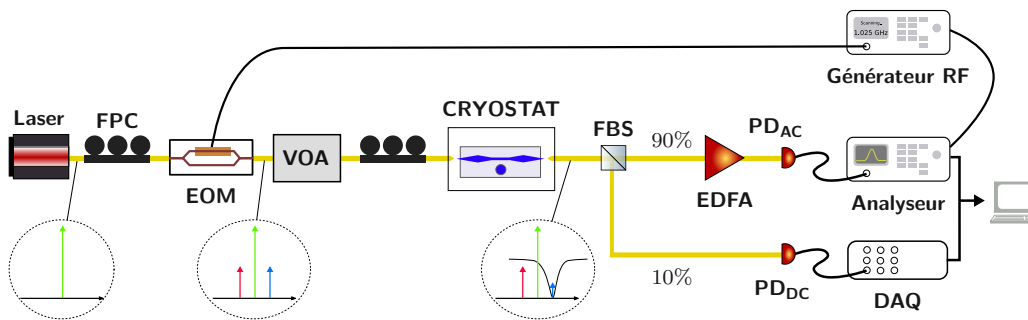 Scanning...
1.025 GHz
Générateur RF
Laser
FPC
EOM
VOA
CRYOSTAT
FBS
90%
EDFA
PD_AC
Analyseur
10%
PD_DC
DAQ